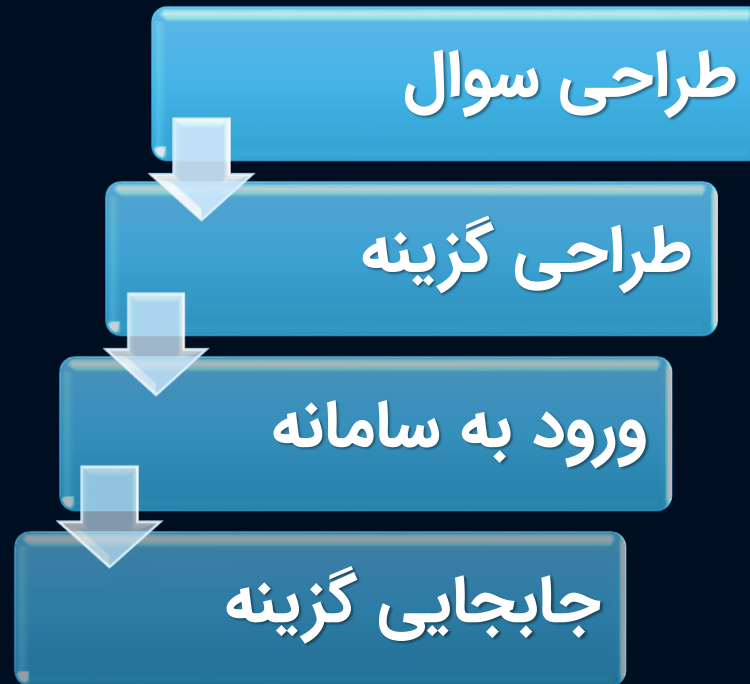 طراحی سوال
طراحی گزینه
ورود به سامانه
جابجایی گزینه